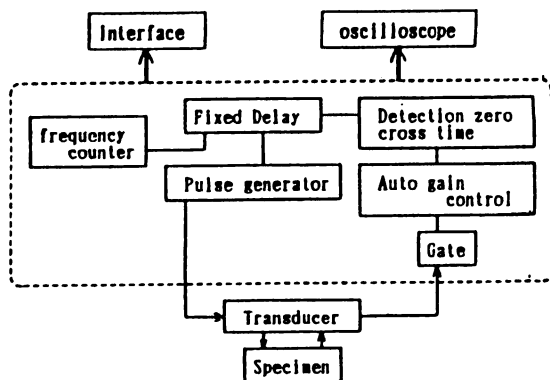 Interface
oscilloscope
Fixed Delay
Detection zero
cross time
frequency
counter
Pulse generator
Auto gain
control
Gate
Transducer
Specimen